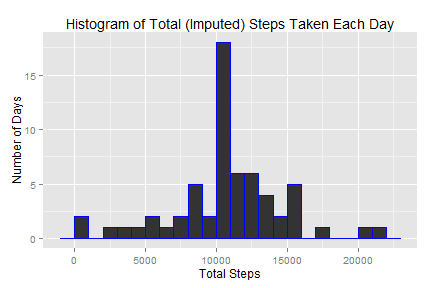 Histogram of Total (Imputed) Steps Taken Each Day
Number of Days
15
10
5
0
0 5000 10000 15000 20000
Total Steps